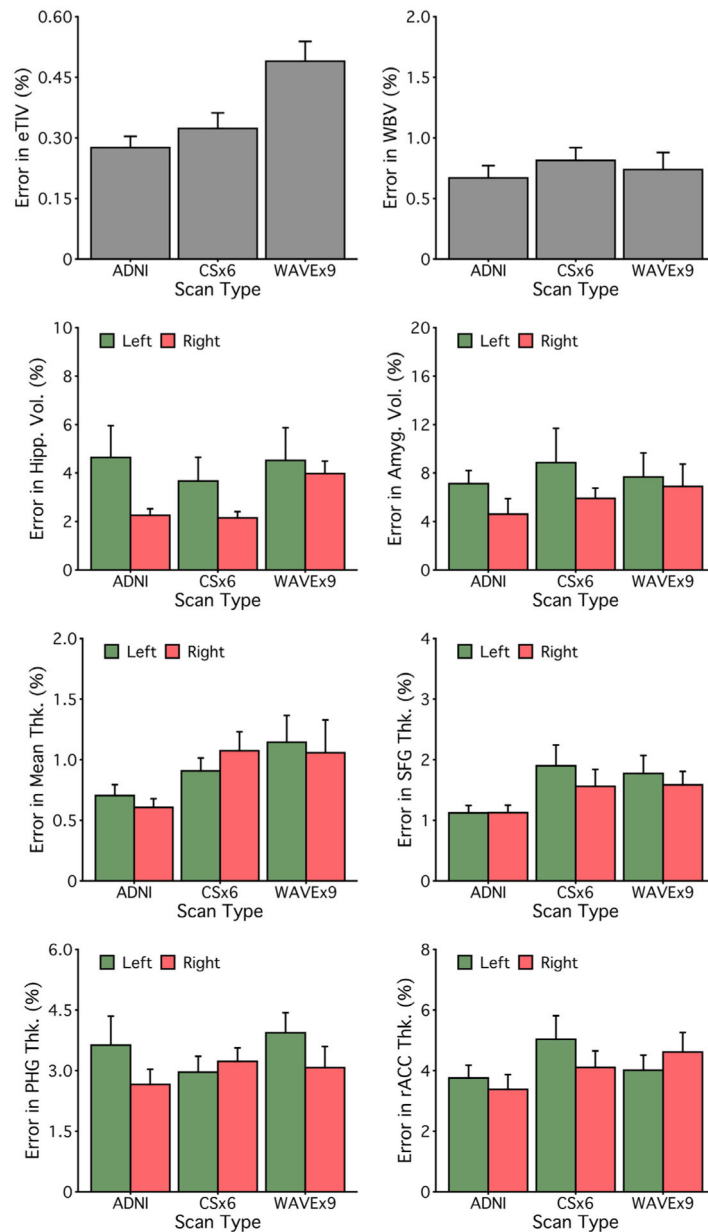 Error in eTIV (%)
0.60
0.45
0.30
0.15
0
ADNI CSx6 WAVEx9
Scan Type
Error in WBV (%)
2.0
1.5
1.0
0.5
0
ADNI CSx6 WAVEx9
Scan Type
Error in Hipp. Vol. (%)
10
8
6
4
2
0
Left Right
ADNI CSx6 WAVEx9
Scan Type
Error in Amyg. Vol. (%)
20
16
12
8
4
0
Left Right
ADNI CSx6 WAVEx9
Scan Type
Error in Mean Thk. (%)
2.0
1.5
1.0
0.5
0
Left Right
ADNI CSx6 WAVEx9
Scan Type
Error in SFG Thk. (%)
4
3
2
1
0
Left Right
ADNI CSx6 WAVEx9
Scan Type
Error in PHG Thk. (%)
6.0
4.5
3.0
1.5
0
Left Right
ADNI CSx6 WAVEx9
Scan Type
Error in rACC Thk. (%)
8
6
4
2
0
Left Right
ADNI CSx6 WAVEx9
Scan Type